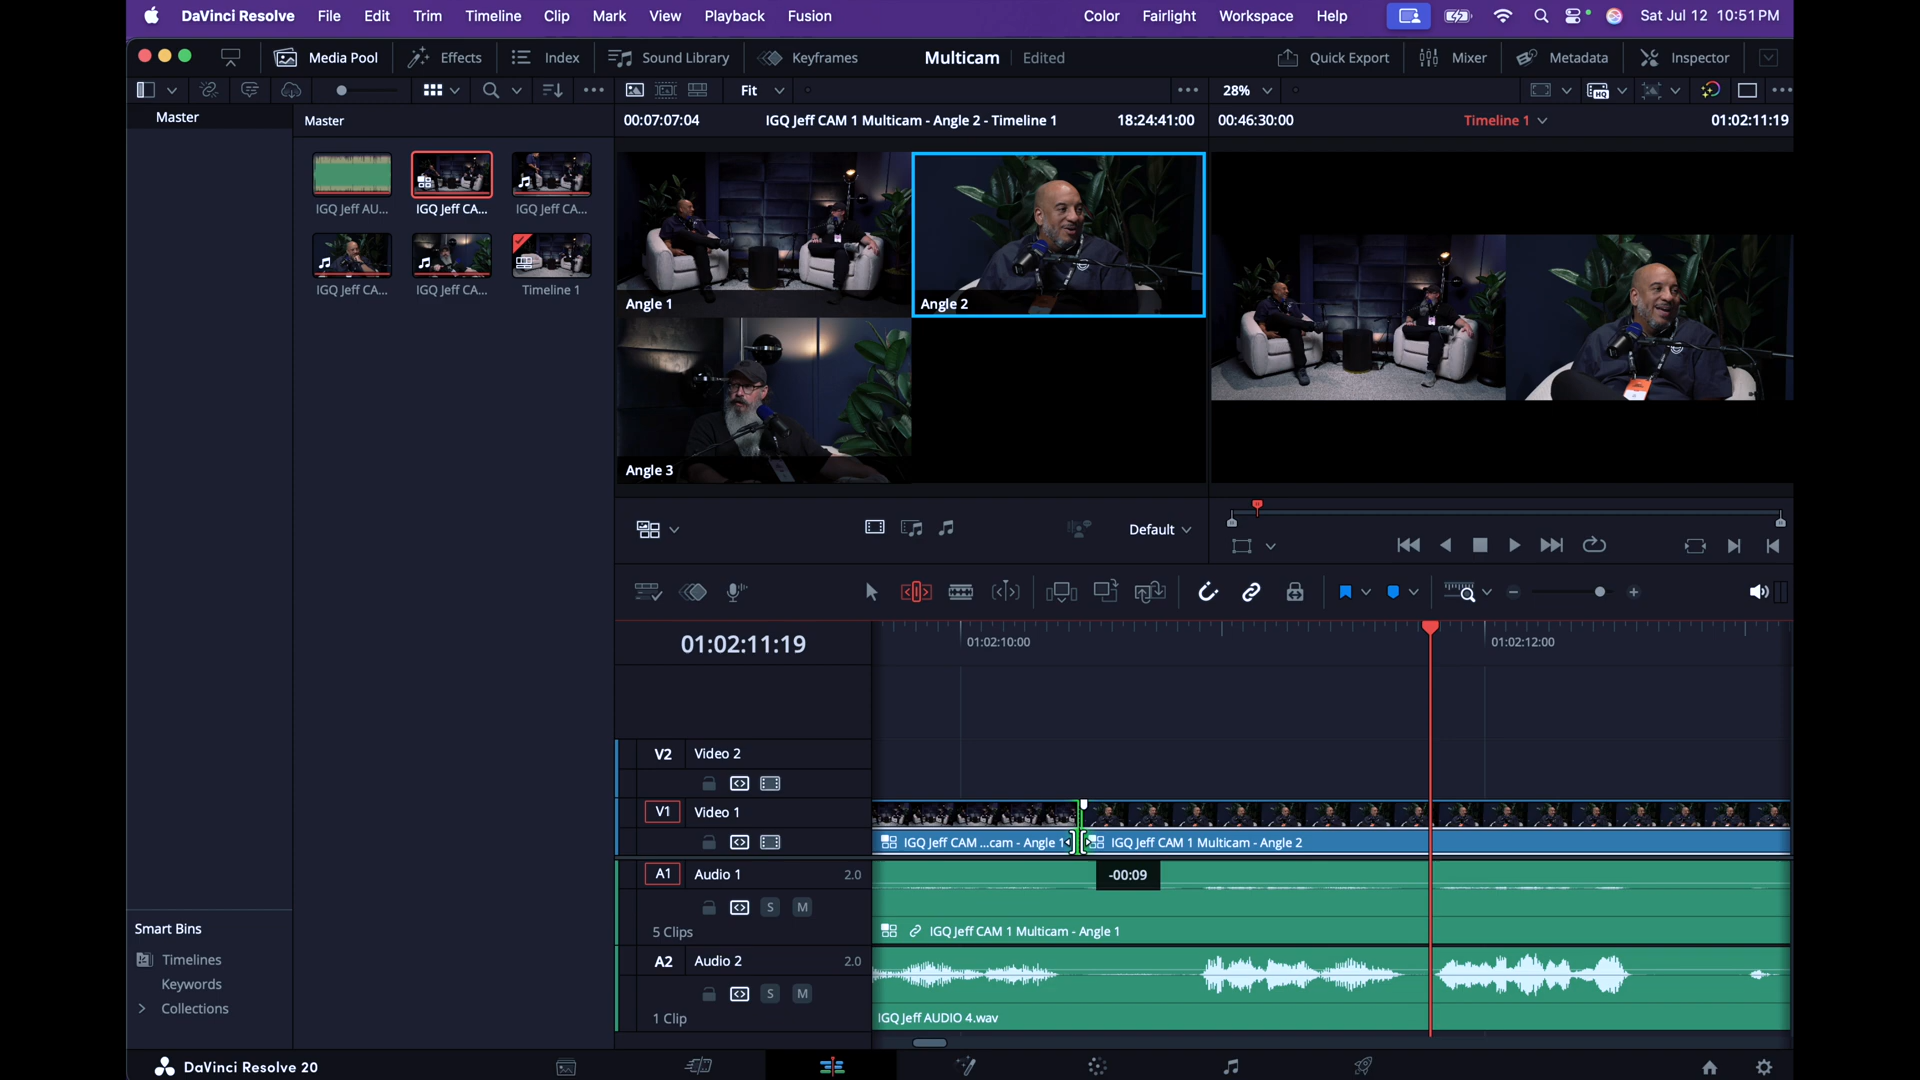 DaVinci Resolve File Edit Trim Timeline Clip Mark View Playback Fusion Color Fairlight Workspace Help Sat Jul 12 10:51 PM
Media Pool Effects Index Sound Library Keyframes Multicam Edited Quick Export Mixer Metadata Inspector
Fit 28% HQ
Master Master 00:07:07:04 IGQ Jeff CAM 1 Multicam - Angle 2 - Timeline 1 18:24:41:00 00:46:30:00 Timeline 1 01:02:11:19
IGQ Jeff AU... IGQ Jeff CA... IGQ Jeff CA...
IGQ Jeff CA... IGQ Jeff CA... Timeline 1
Angle 1 Angle 2
Angle 3
Default
01:02:11:19 01:02:10:00 01:02:12:00
V2 Video 2
V1 Video 1
IGQ Jeff CAM ...cam - Angle 1 IGQ Jeff CAM 1 Multicam - Angle 2
A1 Audio 1 2.0 -00:09
S M
5 Clips IGQ Jeff CAM 1 Multicam - Angle 1
A2 Audio 2 2.0
S M
1 Clip IGQ Jeff AUDIO 4.wav
Smart Bins
Timelines
Keywords
Collections
DaVinci Resolve 20